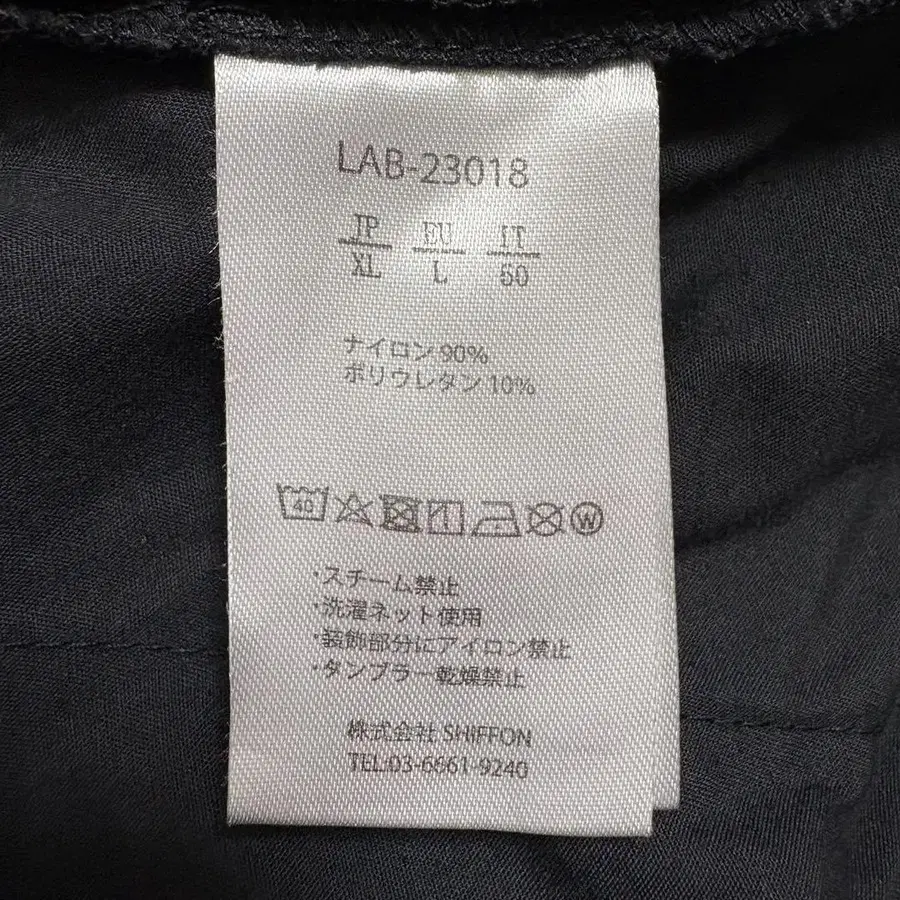 LAB-23018
JP EU IT
XL L 50
ナイロン 90%
ポリウレタン 10%
40 W
・スチーム禁止
・洗濯ネット使用
・装飾部分にアイロン禁止
・タンブラー乾燥禁止
株式会社 SHIFFON
TEL:03-6661-9240